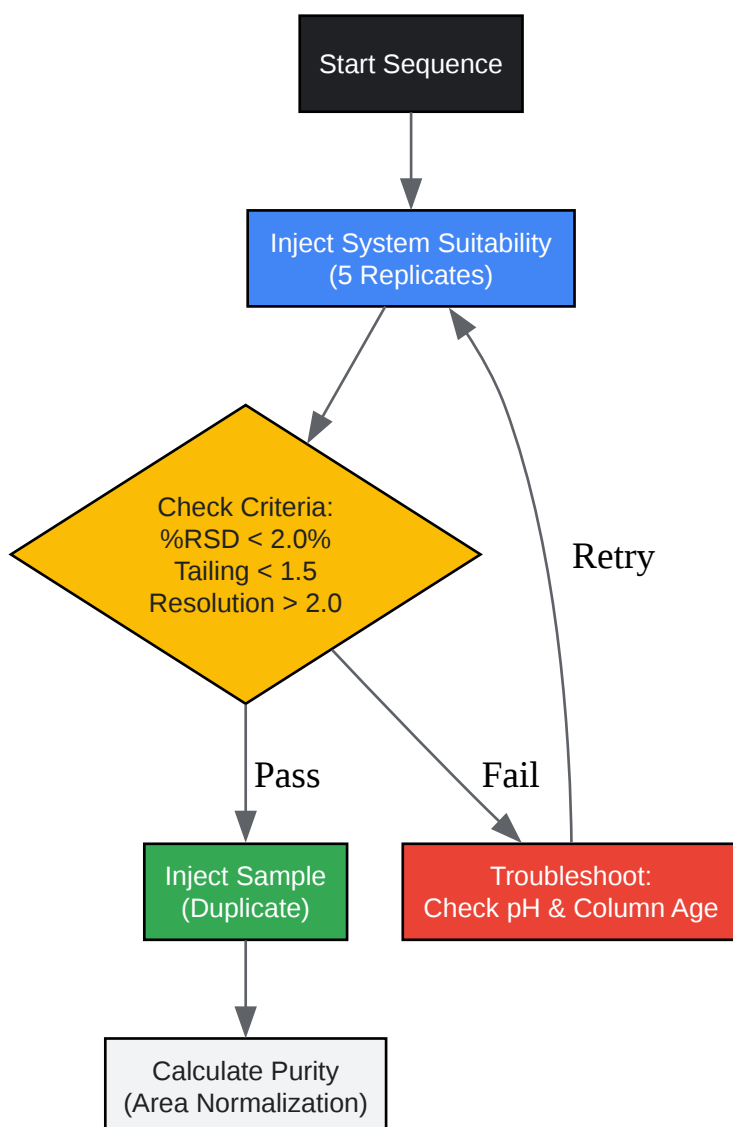 Start Sequence
Inject System Suitability
(5 Replicates)
Check Criteria:
%RSD < 2.0%
Tailing < 1.5
Resolution > 2.0
Retry
Pass
Fail
Inject Sample
(Duplicate)
Troubleshoot:
Check pH & Column Age
Calculate Purity
(Area Normalization)